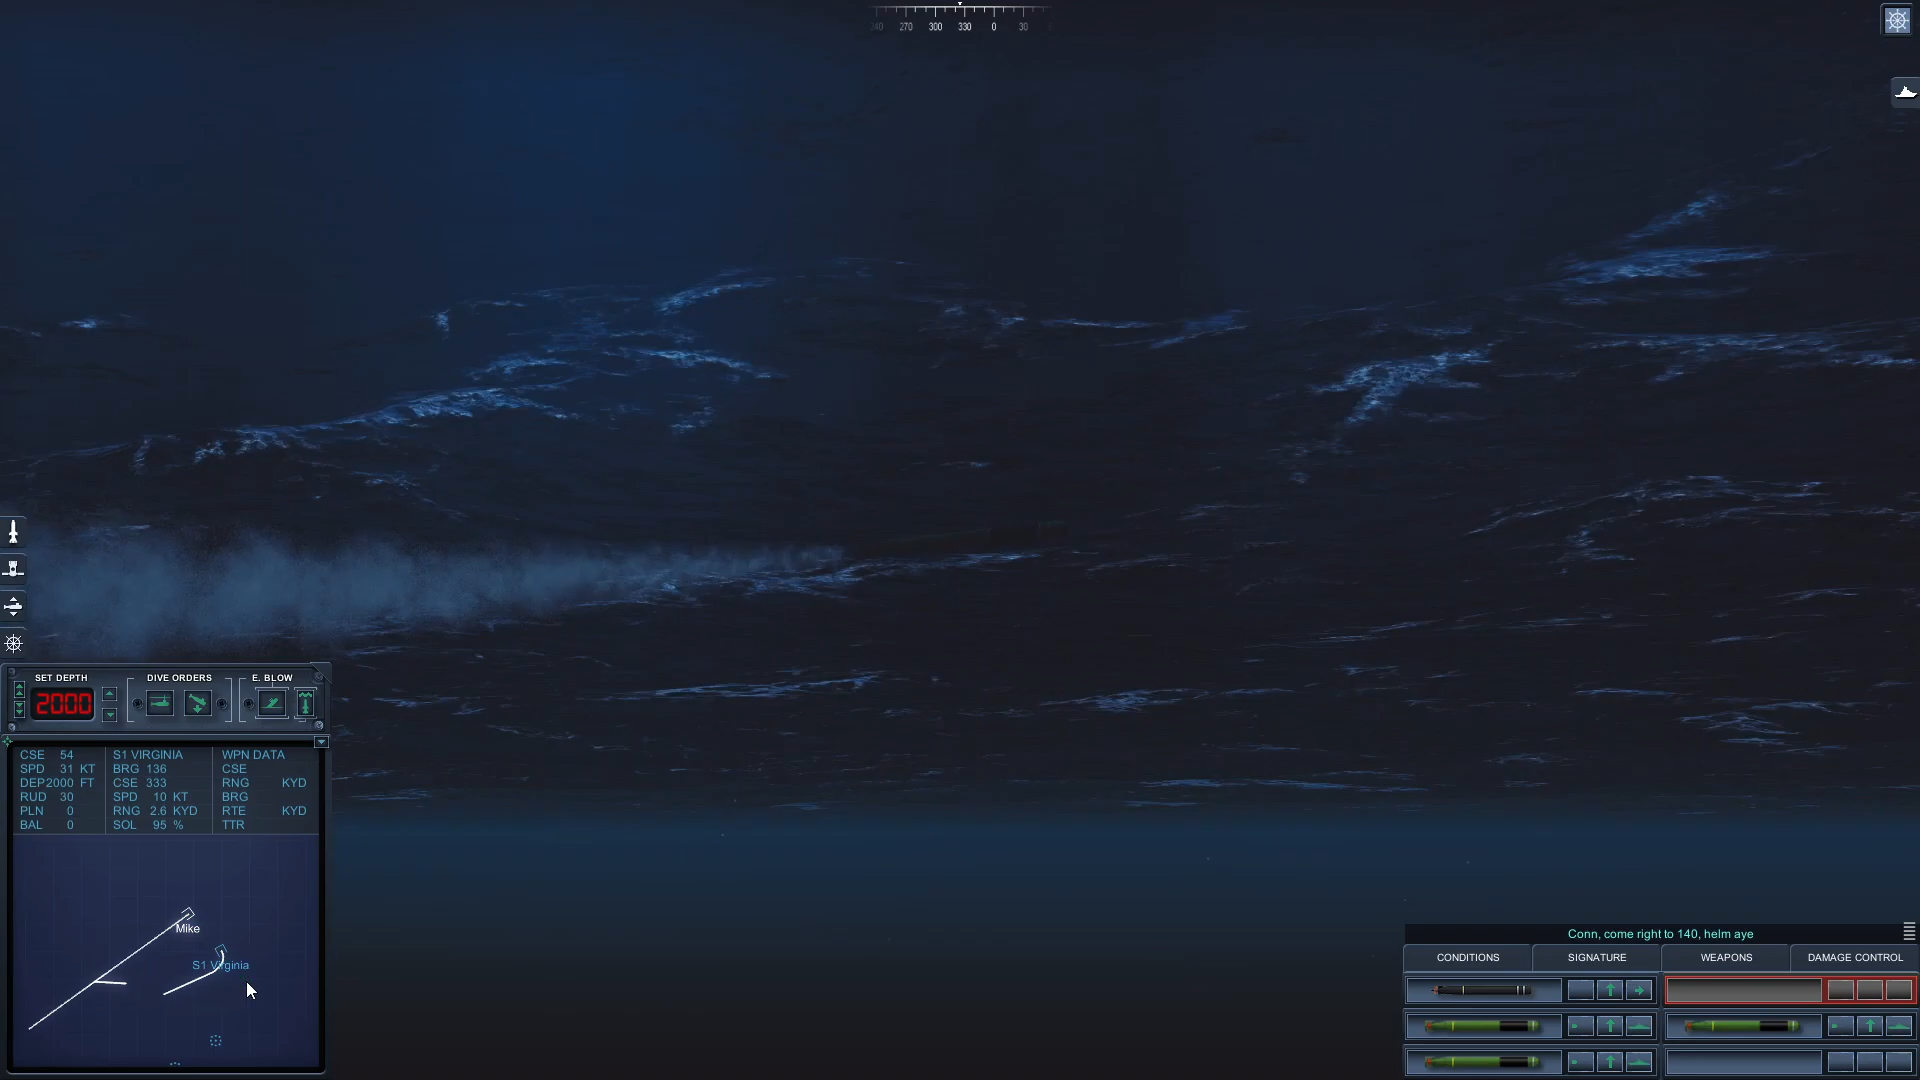 240 270 300 330 0 30
SET DEPTH DIVE ORDERS E. BLOW
2000
CSE 54 S1 VIRGINIA WPN DATA
SPD 31 KT BRG 136 CSE
DEP2000 FT CSE 333 RNG KYD
RUD 30 SPD 10 KT BRG
PLN 0 RNG 2.6 KYD RTE KYD
BAL 0 SOL 95 % TTR
Mike
S1 Virginia
Conn, come right to 140, helm aye
CONDITIONS SIGNATURE WEAPONS DAMAGE CONTROL